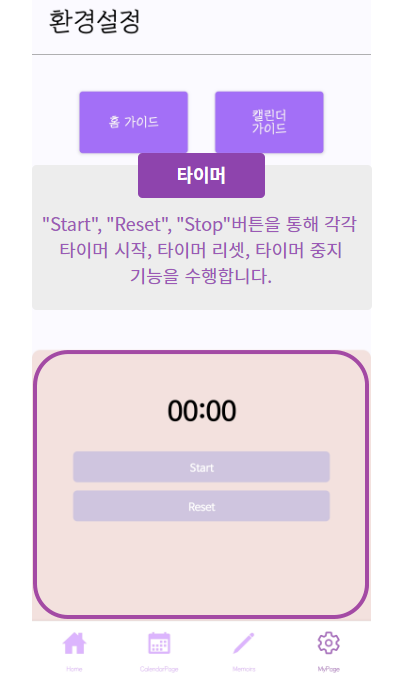 환경설정
홈 가이드
캘린더
가이드
타이머
"Start", "Reset", "Stop"버튼을 통해 각각
타이머 시작, 타이머 리셋, 타이머 중지
기능을 수행합니다.
00:00
Start
Reset
Home
CalendarPage
Memos
MyPage